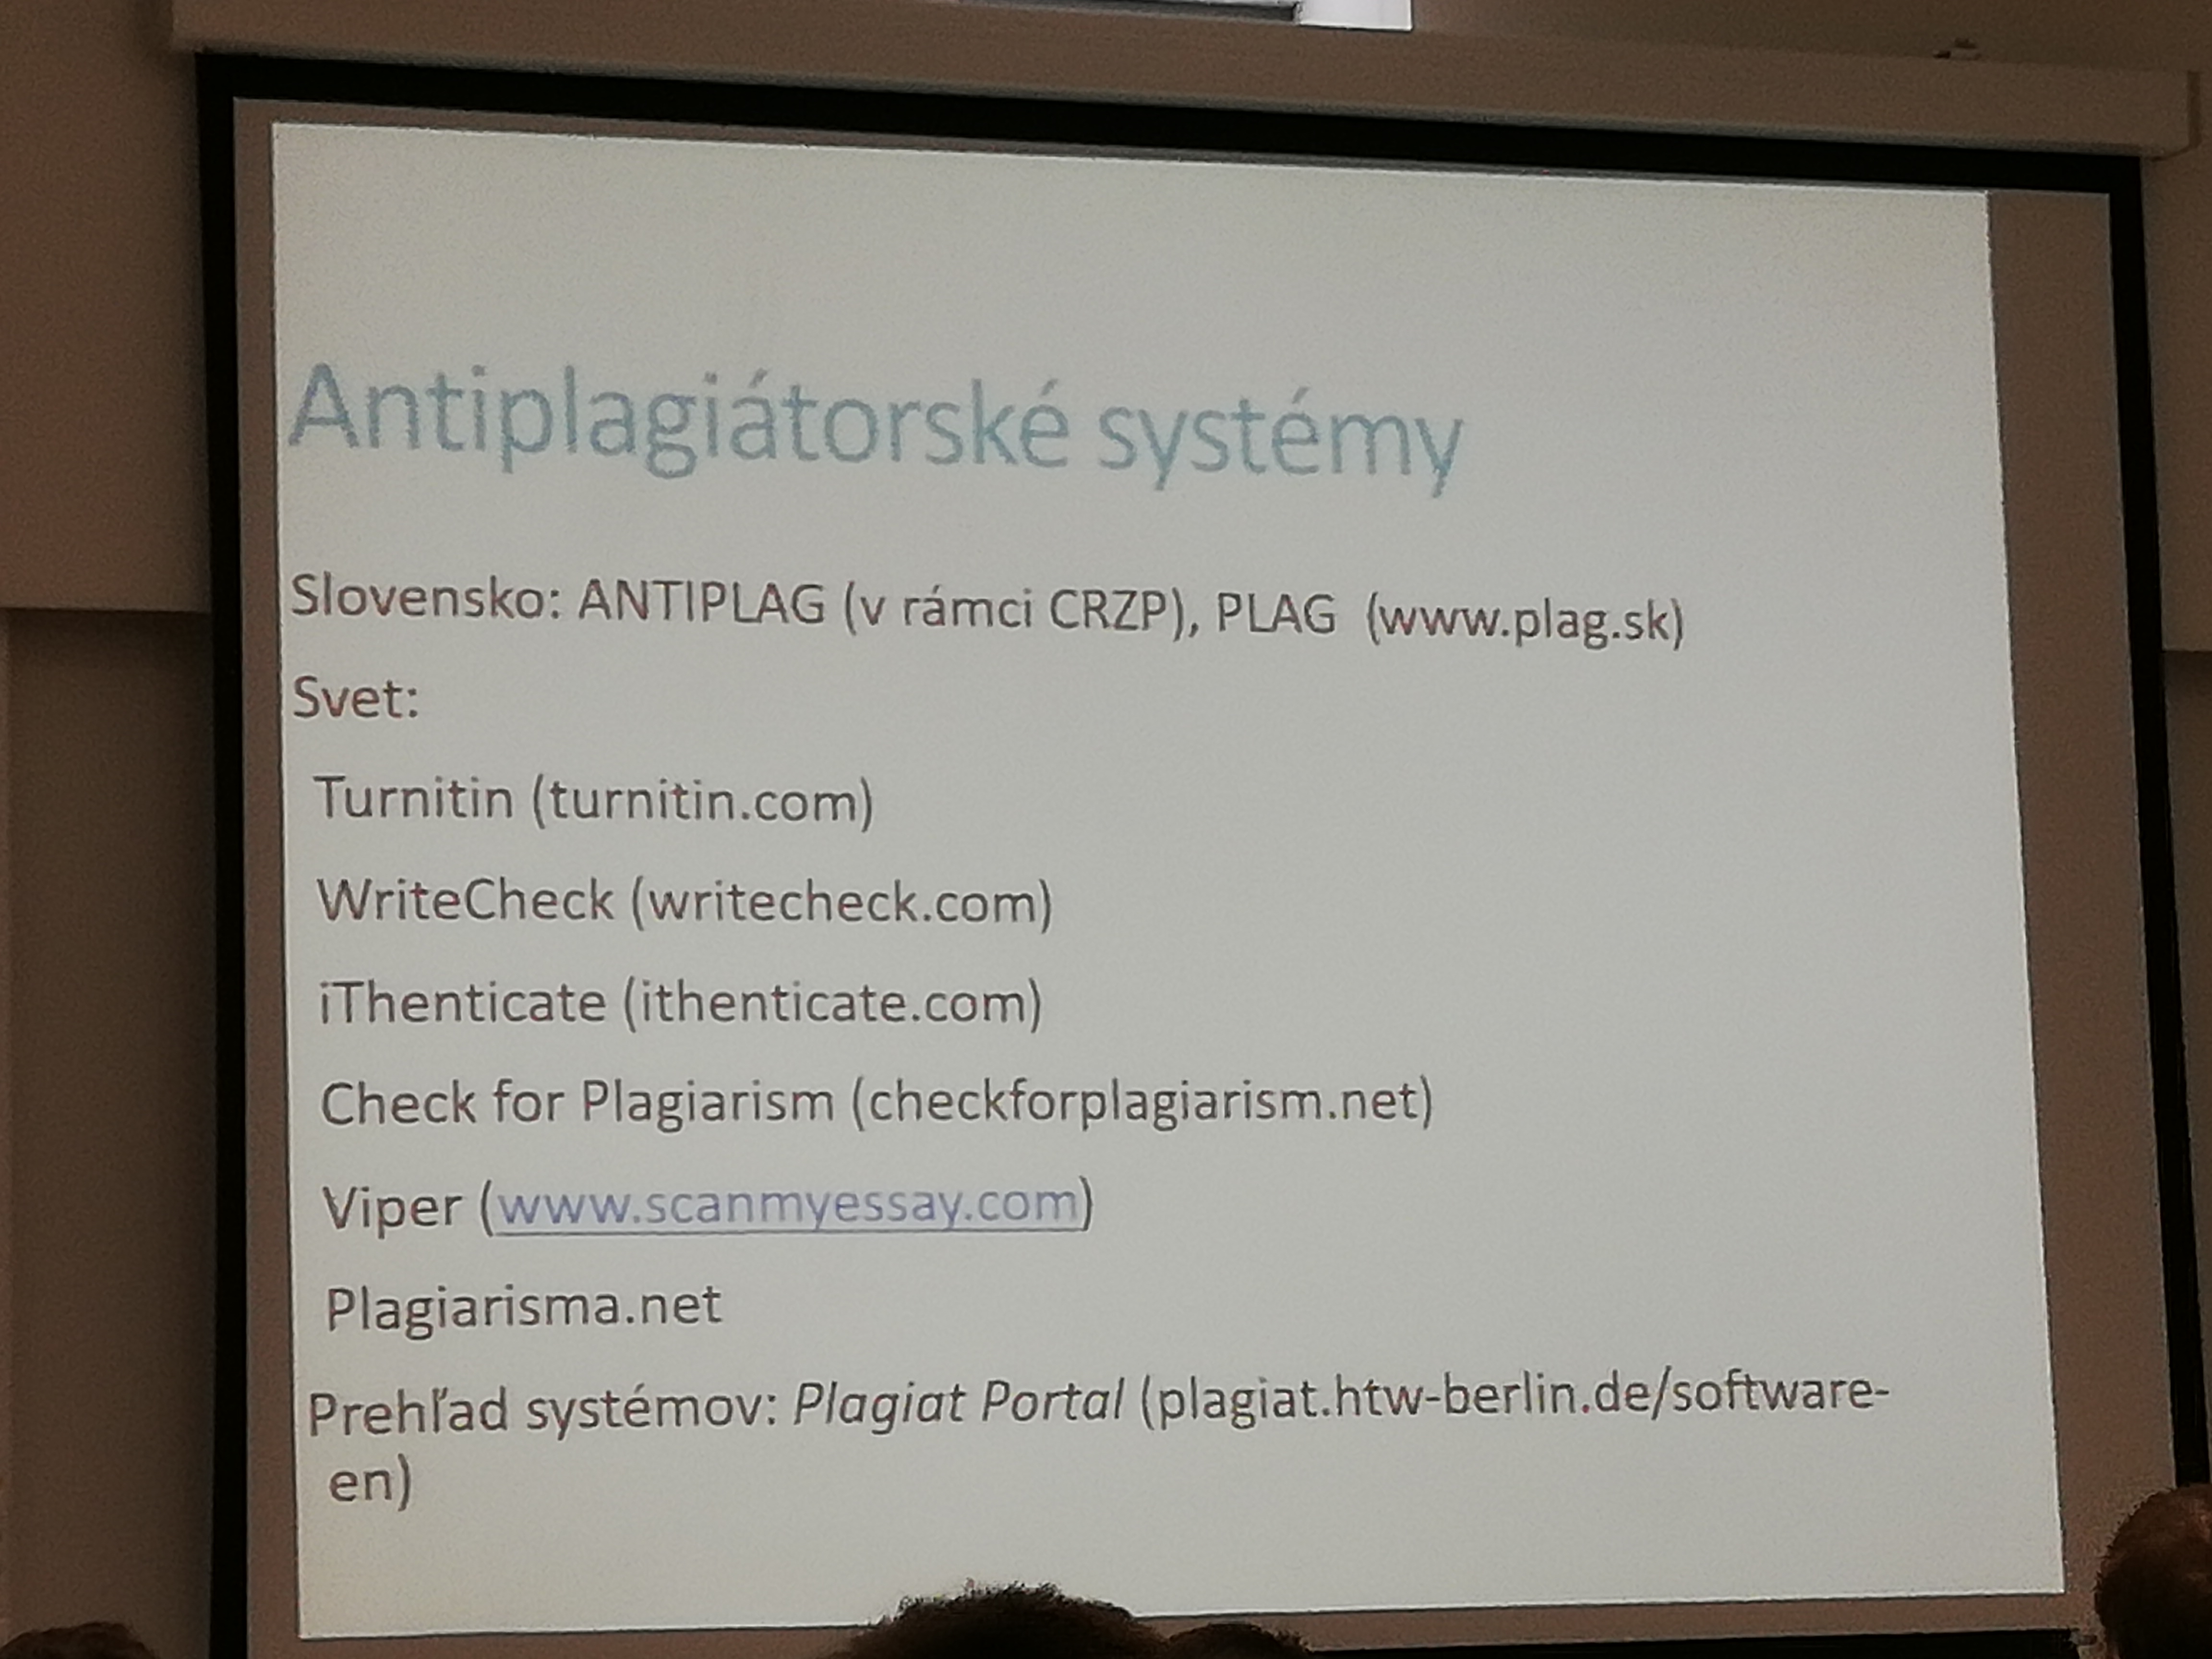 Antiplagiátorské systémy
Slovensko: ANTIPLAG (v rámci CRZP), PLAG (www.plag.sk)
Svet:
Turnitin (turnitin.com)
WriteCheck (writecheck.com)
iThenticate (ithenticate.com)
Check for Plagiarism (checkforplagiarism.net)
Viper (www.scanmyessay.com)
Plagiarisma.net
Prehľad systémov: Plagiat Portal (plagiat.htw-berlin.de/software-
en)